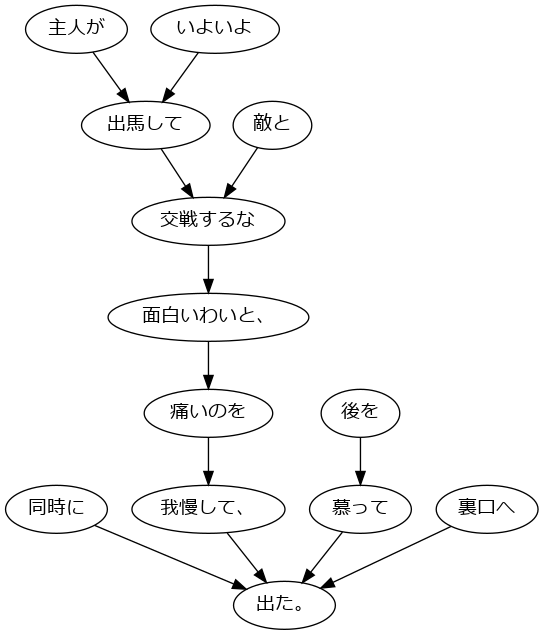 主人が
いよいよ
出馬して
敵と
交戦するな
面白いわいと、
痛いのを
後を
同時に
我慢して、
慕って
裏口へ
出た。